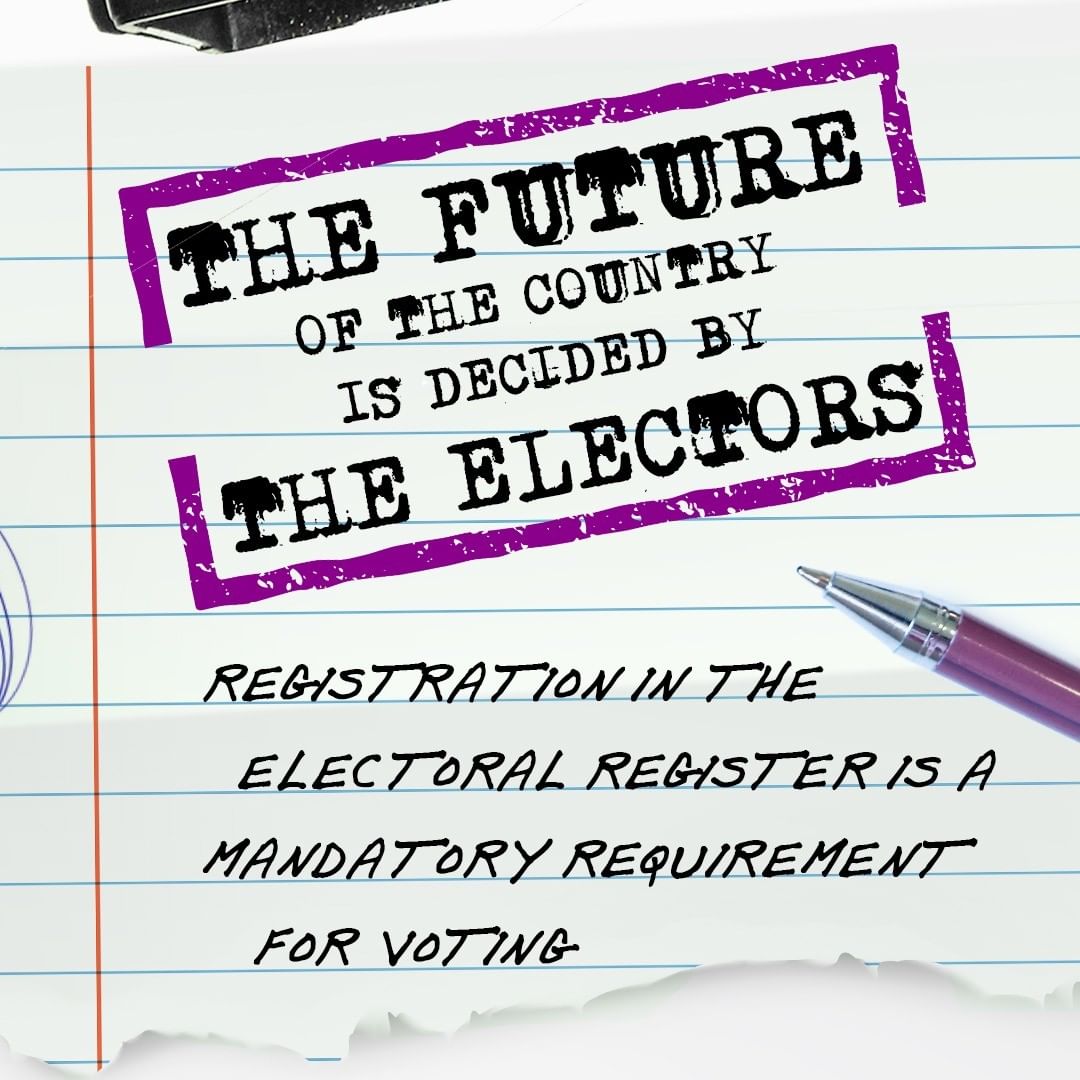 THE FUTURE
OF THE COUNTRY
IS DECIDED BY
THE ELECTORS
REGISTRATION IN THE
ELECTORAL REGISTER IS A
MANDATORY REQUIREMENT
FOR VOTING